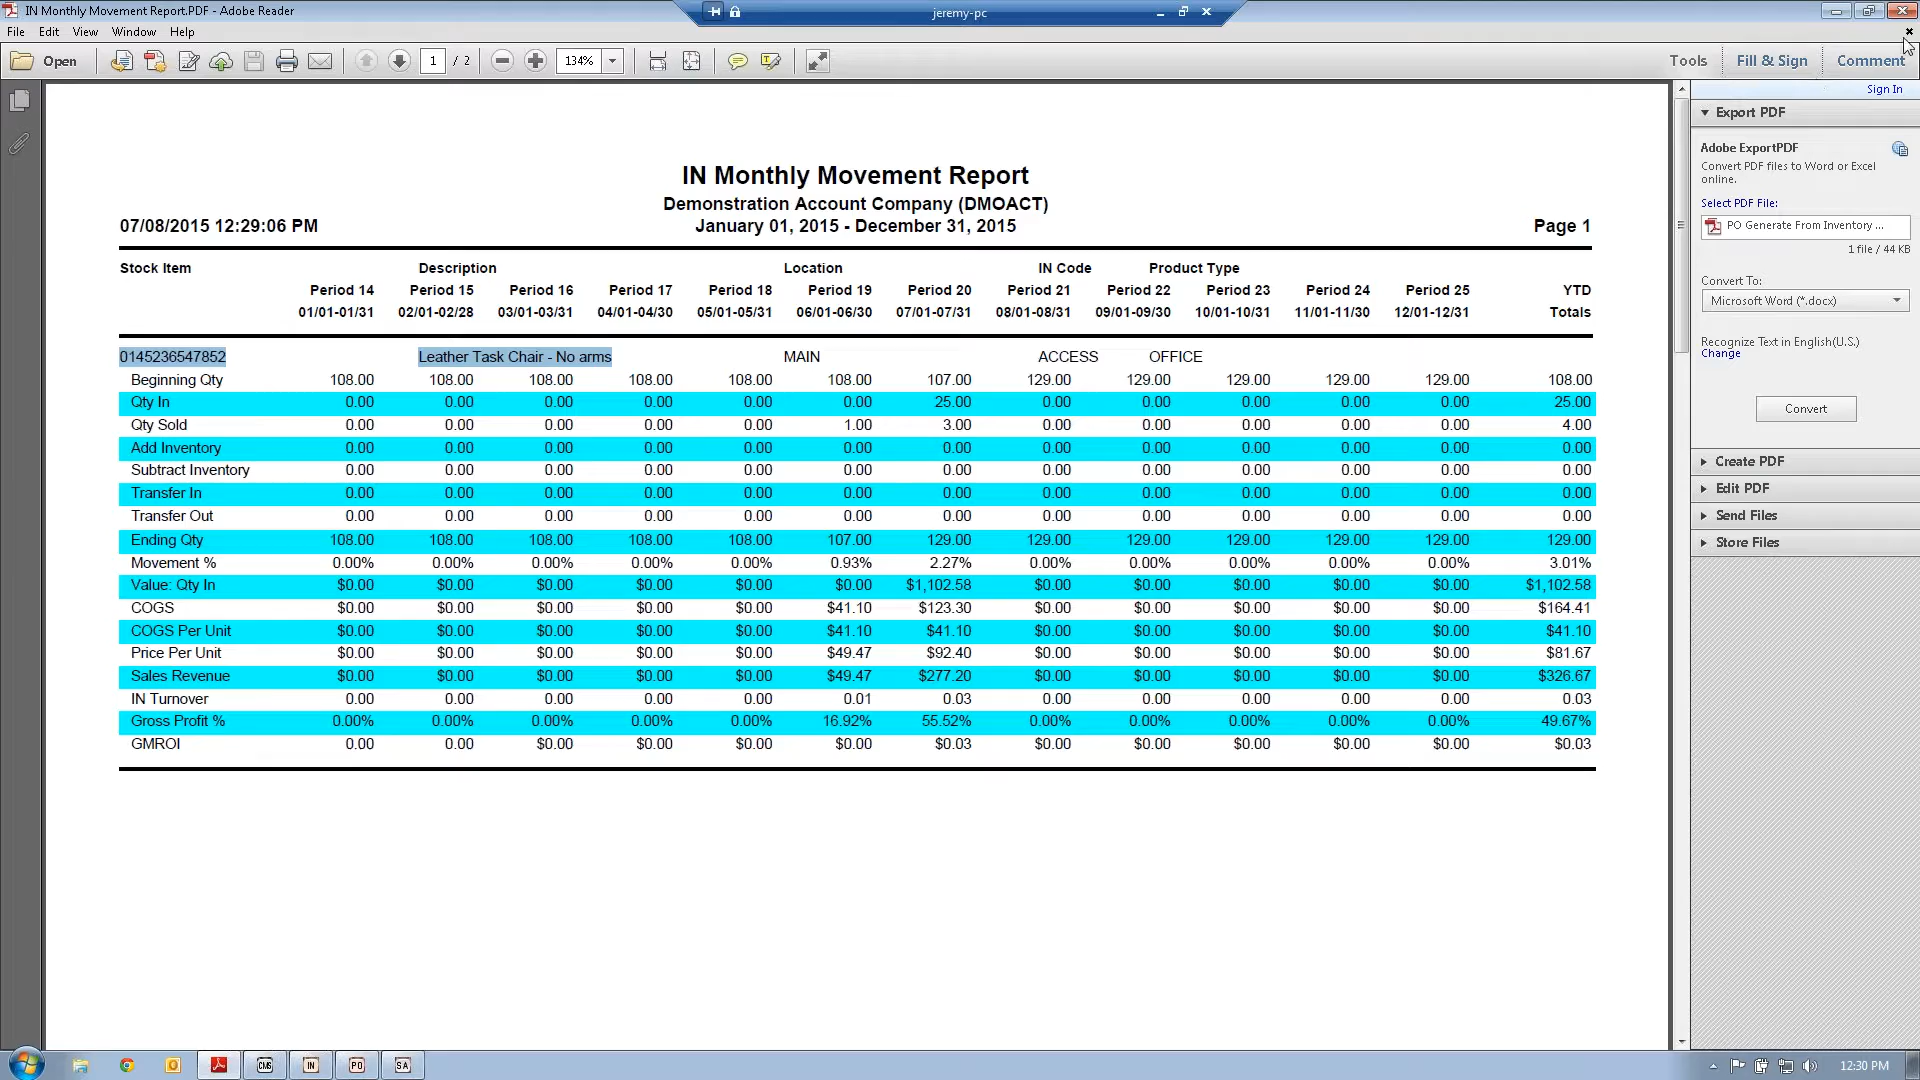 IN Monthly Movement Report.PDF - Adobe Reader
jeremy-pc
File Edit View Window Help
Open 1 / 2 134% Tools Fill & Sign Comment
Sign In
IN Monthly Movement Report
Demonstration Account Company (DMOACT)
07/08/2015 12:29:06 PM January 01, 2015 - December 31, 2015 Page 1
Stock Item Description Location IN Code Product Type
Period 14 Period 15 Period 16 Period 17 Period 18 Period 19 Period 20 Period 21 Period 22 Period 23 Period 24 Period 25 YTD
01/01-01/31 02/01-02/28 03/01-03/31 04/01-04/30 05/01-05/31 06/01-06/30 07/01-07/31 08/01-08/31 09/01-09/30 10/01-10/31 11/01-11/30 12/01-12/31 Totals
0145236547852 Leather Task Chair - No arms MAIN ACCESS OFFICE
Beginning Qty 108.00 108.00 108.00 108.00 108.00 108.00 107.00 129.00 129.00 129.00 129.00 129.00 108.00
Qty In 0.00 0.00 0.00 0.00 0.00 0.00 25.00 0.00 0.00 0.00 0.00 0.00 25.00
Qty Sold 0.00 0.00 0.00 0.00 0.00 1.00 3.00 0.00 0.00 0.00 0.00 0.00 4.00
Add Inventory 0.00 0.00 0.00 0.00 0.00 0.00 0.00 0.00 0.00 0.00 0.00 0.00 0.00
Subtract Inventory 0.00 0.00 0.00 0.00 0.00 0.00 0.00 0.00 0.00 0.00 0.00 0.00 0.00
Transfer In 0.00 0.00 0.00 0.00 0.00 0.00 0.00 0.00 0.00 0.00 0.00 0.00 0.00
Transfer Out 0.00 0.00 0.00 0.00 0.00 0.00 0.00 0.00 0.00 0.00 0.00 0.00 0.00
Ending Qty 108.00 108.00 108.00 108.00 108.00 107.00 129.00 129.00 129.00 129.00 129.00 129.00 129.00
Movement % 0.00% 0.00% 0.00% 0.00% 0.00% 0.93% 2.27% 0.00% 0.00% 0.00% 0.00% 0.00% 3.01%
Value: Qty In $0.00 $0.00 $0.00 $0.00 $0.00 $0.00 $1,102.58 $0.00 $0.00 $0.00 $0.00 $0.00 $1,102.58
COGS $0.00 $0.00 $0.00 $0.00 $0.00 $41.10 $123.30 $0.00 $0.00 $0.00 $0.00 $0.00 $164.41
COGS Per Unit $0.00 $0.00 $0.00 $0.00 $0.00 $41.10 $41.10 $0.00 $0.00 $0.00 $0.00 $0.00 $41.10
Price Per Unit $0.00 $0.00 $0.00 $0.00 $0.00 $49.47 $92.40 $0.00 $0.00 $0.00 $0.00 $0.00 $81.67
Sales Revenue $0.00 $0.00 $0.00 $0.00 $0.00 $49.47 $277.20 $0.00 $0.00 $0.00 $0.00 $0.00 $326.67
IN Turnover 0.00 0.00 0.00 0.00 0.00 0.01 0.03 0.00 0.00 0.00 0.00 0.00 0.03
Gross Profit % 0.00% 0.00% 0.00% 0.00% 0.00% 16.92% 55.52% 0.00% 0.00% 0.00% 0.00% 0.00% 49.67%
GMROI 0.00 0.00 $0.00 $0.00 $0.00 $0.00 $0.03 $0.00 $0.00 $0.00 $0.00 $0.00 $0.03
Export PDF
Adobe ExportPDF
Convert PDF files to Word or Excel
online.
Select PDF File:
PO Generate From Inventory ...
1 file / 44 KB
Convert To:
Microsoft Word (*.docx)
Recognize Text in English(U.S.)
Change
Convert
Create PDF
Edit PDF
Send Files
Store Files
CMS IN PO SA 12:30 PM